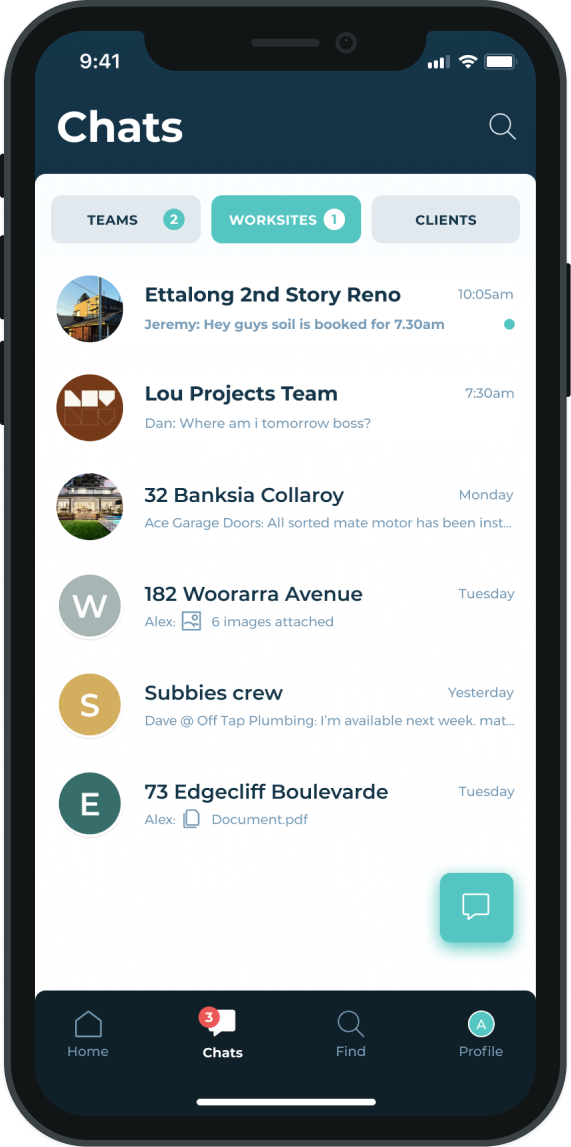 9:41
Chats
TEAMS 2 WORKSITES 1 CLIENTS
Ettalong 2nd Story Reno 10:05am
Jeremy: Hey guys soil is booked for 7.30am
Lou Projects Team 7:30am
Dan: Where am i tomorrow boss?
32 Banksia Collaroy Monday
Ace Garage Doors: All sorted mate motor has been inst...
W 182 Woorarra Avenue Tuesday
Alex: 6 images attached
S Subbies crew Yesterday
Dave @ Off Tap Plumbing: I'm available next week. mat...
E 73 Edgecliff Boulevarde Tuesday
Alex: Document.pdf
3 A
Home Chats Find Profile